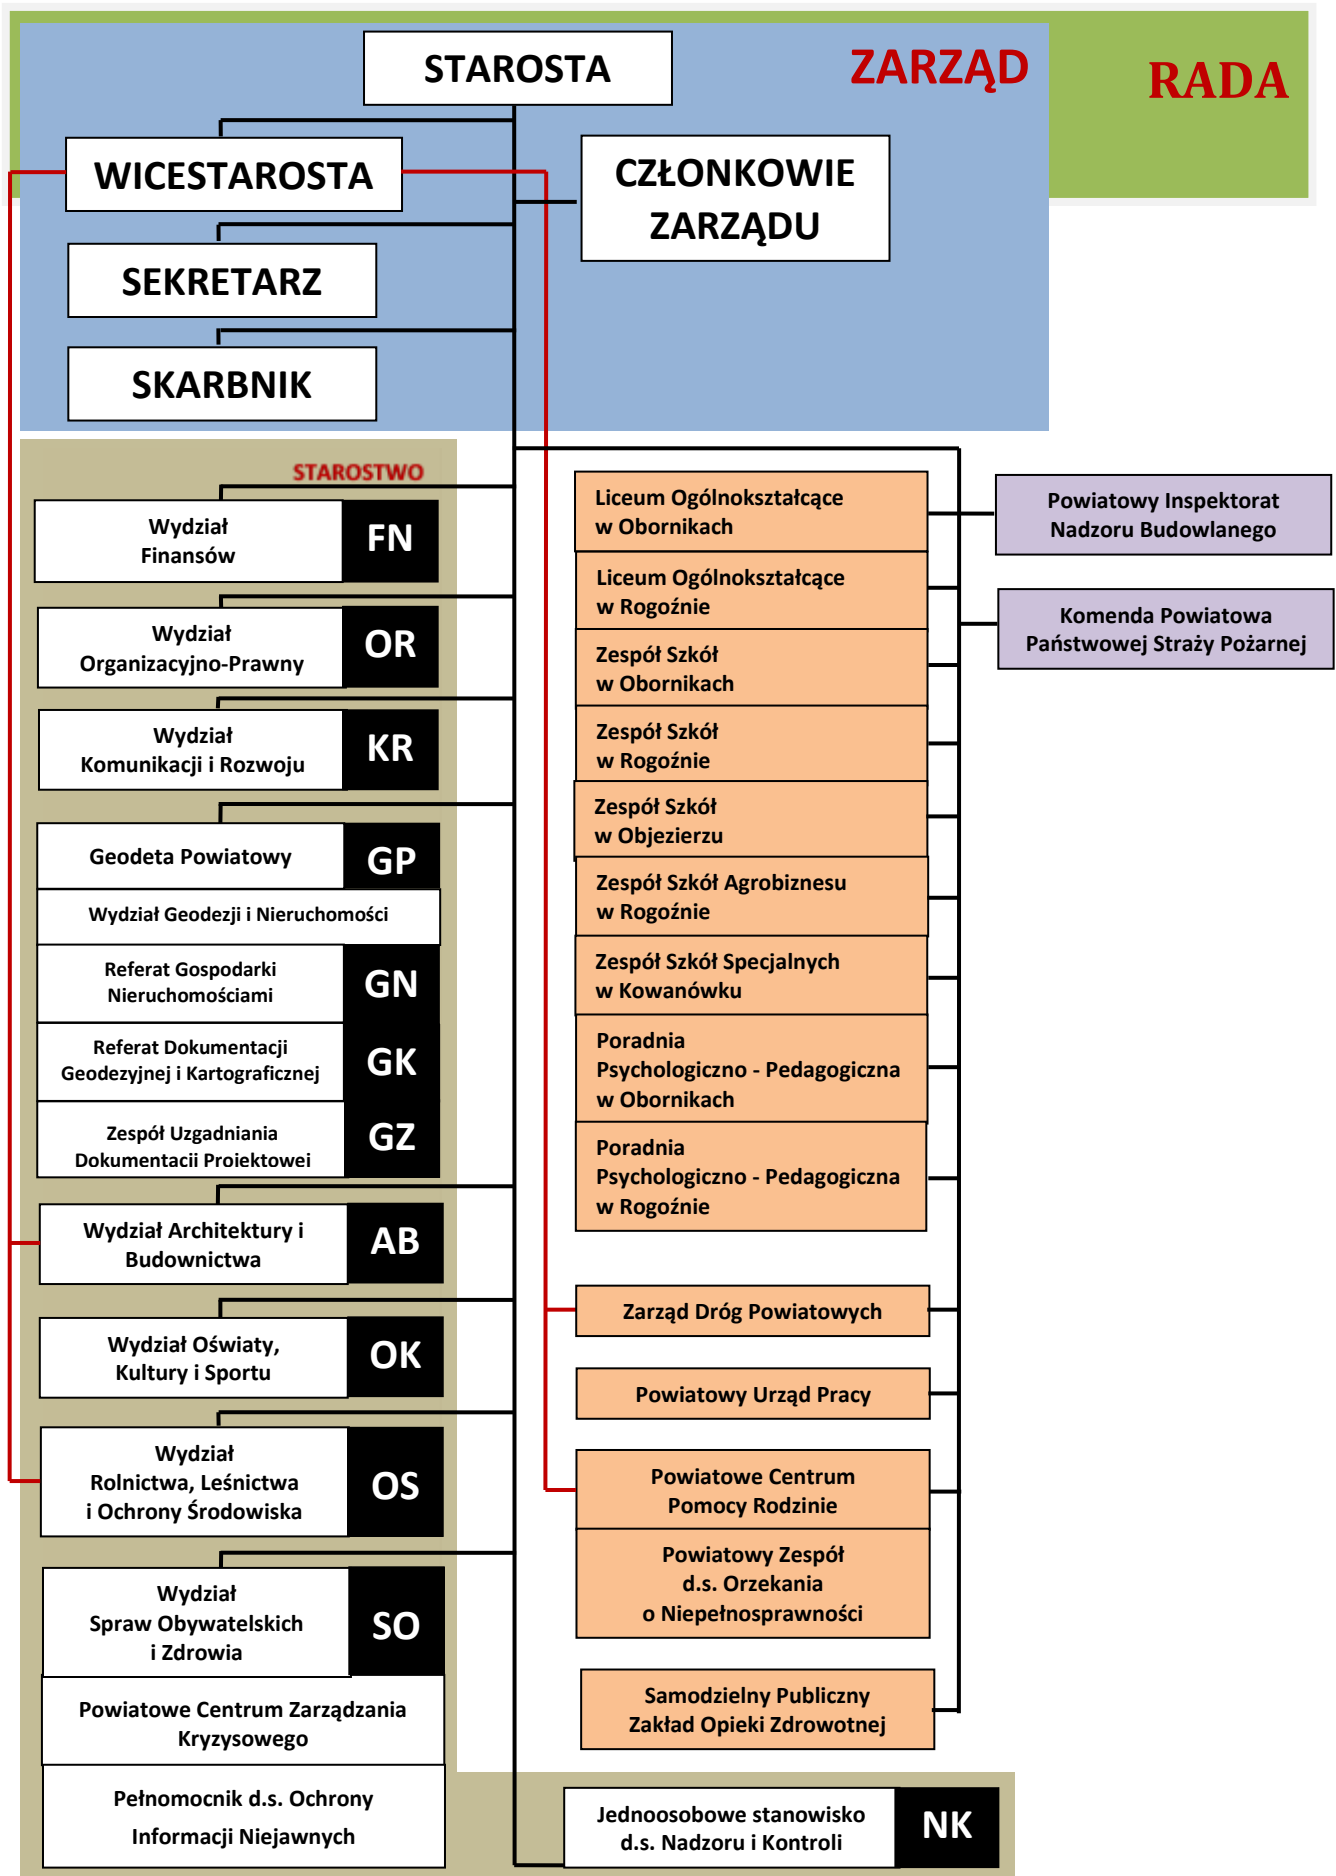 STAROSTA
ZARZĄD
RADA
WICESTAROSTA
CZŁONKOWIE
ZARZĄDU
SEKRETARZ
SKARBNIK
STAROSTWO
Wydział
Finansów
FN
Wydział
Organizacyjno-Prawny
OR
Wydział
Komunikacji i Rozwoju
KR
Geodeta Powiatowy
GP
Wydział Geodezji i Nieruchomości
Referat Gospodarki
Nieruchomościami
GN
Referat Dokumentacji
Geodezyjnej i Kartograficznej
GK
Zespół Uzgadniania
Dokumentacji Projektowej
GZ
Wydział Architektury i
Budownictwa
AB
Wydział Oświaty,
Kultury i Sportu
OK
Wydział
Rolnictwa, Leśnictwa
i Ochrony Środowiska
OS
Wydział
Spraw Obywatelskich
i Zdrowia
SO
Powiatowe Centrum Zarządzania
Kryzysowego
Pełnomocnik d.s. Ochrony
Informacji Niejawnych
Liceum Ogólnokształcące
w Obornikach
Liceum Ogólnokształcące
w Rogoźnie
Zespół Szkół
w Obornikach
Zespół Szkół
w Rogoźnie
Zespół Szkół
w Objezierzu
Zespół Szkół Agrobiznesu
w Rogoźnie
Zespół Szkół Specjalnych
w Kowanówku
Poradnia
Psychologiczno - Pedagogiczna
w Obornikach
Poradnia
Psychologiczno - Pedagogiczna
w Rogoźnie
Zarząd Dróg Powiatowych
Powiatowy Urząd Pracy
Powiatowe Centrum
Pomocy Rodzinie
Powiatowy Zespół
d.s. Orzekania
o Niepełnosprawności
Samodzielny Publiczny
Zakład Opieki Zdrowotnej
Jednoosobowe stanowisko
d.s. Nadzoru i Kontroli
NK
Powiatowy Inspektorat
Nadzoru Budowlanego
Komenda Powiatowa
Państwowej Straży Pożarnej